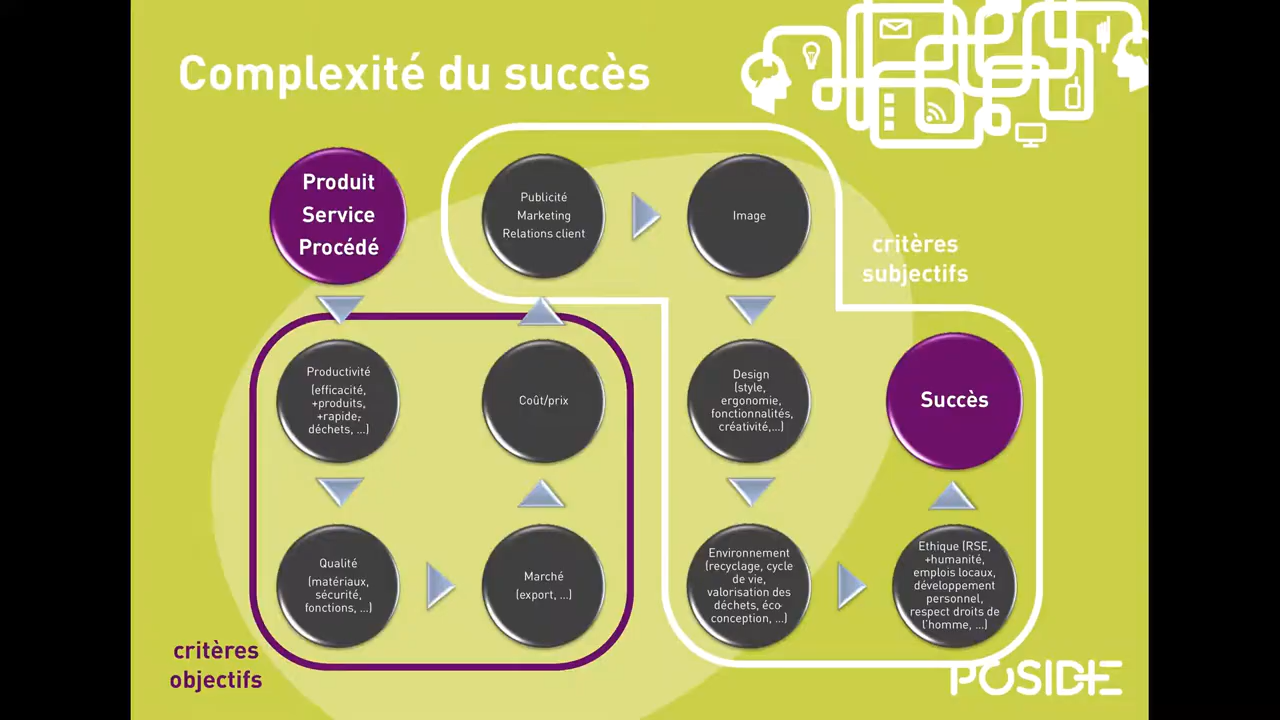 Complexité du succès
Produit
Service
Procédé
Productivité
(efficacité,
+produits,
+rapide,
déchets, ...)
Qualité
(matériaux,
sécurité,
fonctions, ...)
Marché
(export, ...)
Coût/prix
critères
objectifs
Publicité
Marketing
Relations client
Image
Design
(style,
ergonomie,
fonctionnalités,
créativité,...)
Environnement
(recyclage, cycle
de vie,
valorisation des
déchets, éco
conception, ...)
Ethique (RSE,
+humanité,
emplois locaux,
développement
personnel,
respect droits de
l'homme, ...)
Succès
critères
subjectifs
POSIDE